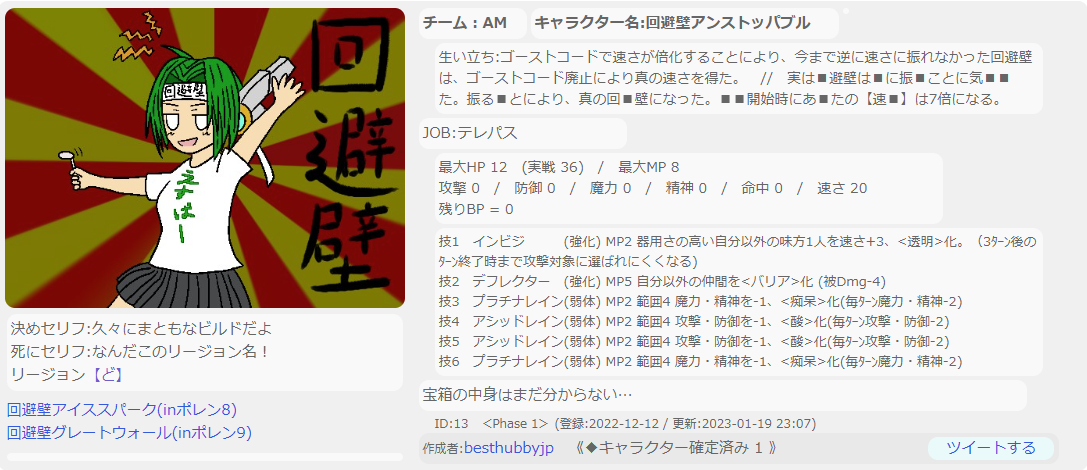 回避壁
回避壁
えすぱー
決めセリフ:久々にまともなビルドだよ
死にセリフ:なんだこのリージョン名！
リージョン【ど】
回避壁アイススパーク(inポレン8)
回避壁グレートウォール(inポレン9)
チーム：AM
キャラクター名:回避壁アンストッパブル
生い立ち:ゴーストコードで速さが倍化することにより、今まで逆に速さに振れなかった回避壁
は、ゴーストコード廃止により真の速さを得た。　//　実は■避壁は■に振■ことに気■■
た。振る■とにより、真の回■壁になった。■■開始時にあ■たの【速■】は7倍になる。
JOB:テレパス
最大HP 12　(実戦 36)　/　最大MP 8
攻撃 0　/　防御 0　/　魔力 0　/　精神 0　/　命中 0　/　速さ 20
残りBP = 0
技1　インビジ　　　(強化) MP2 器用さの高い自分以外の味方1人を速さ+3、<透明>化。（3ﾀｰﾝ後の
ﾀｰﾝ終了時まで攻撃対象に選ばれにくくなる)
技2　デフレクター　(強化) MP5 自分以外の仲間を<バリア>化 (被Dmg-4)
技3　プラチナレイン(弱体) MP2 範囲4 魔力・精神を-1、<痴呆>化(毎ﾀｰﾝ魔力・精神-2)
技4　アシッドレイン(弱体) MP2 範囲4 攻撃・防御を-1、<酸>化(毎ﾀｰﾝ攻撃・防御-2)
技5　アシッドレイン(弱体) MP2 範囲4 攻撃・防御を-1、<酸>化(毎ﾀｰﾝ攻撃・防御-2)
技6　プラチナレイン(弱体) MP2 範囲4 魔力・精神を-1、<痴呆>化(毎ﾀｰﾝ魔力・精神-2)
宝箱の中身はまだ分からない…
ID:13　<Phase 1> (登録:2022-12-12 / 更新:2023-01-19 23:07)
作成者:besthubbyjp　《◆キャラクター確定済み 1 》
ツイートする